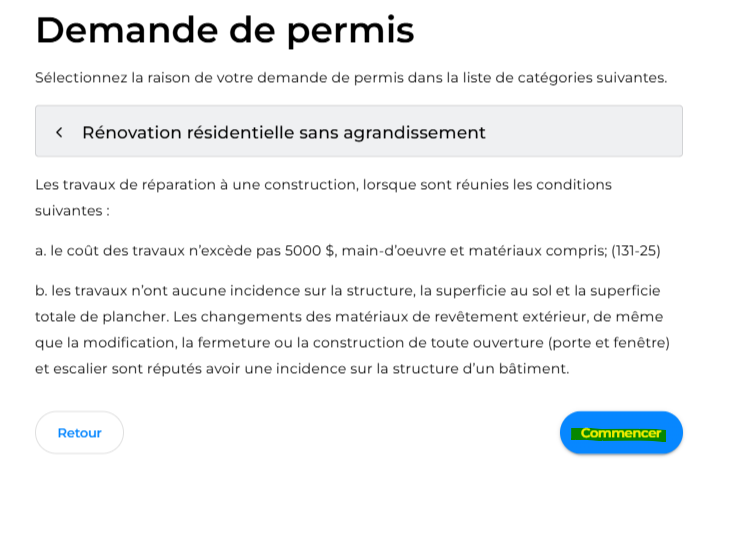 Demande de permis
Sélectionnez la raison de votre demande de permis dans la liste de catégories suivantes.
Rénovation résidentielle sans agrandissement
Les travaux de réparation à une construction, lorsque sont réunies les conditions
suivantes :
a. le coût des travaux n'excède pas 5000 $, main-d'oeuvre et matériaux compris; (131-25)
b. les travaux n'ont aucune incidence sur la structure, la superficie au sol et la superficie
totale de plancher. Les changements des matériaux de revêtement extérieur, de même
que la modification, la fermeture ou la construction de toute ouverture (porte et fenêtre)
et escalier sont réputés avoir une incidence sur la structure d'un bâtiment.
Retour
Commencer